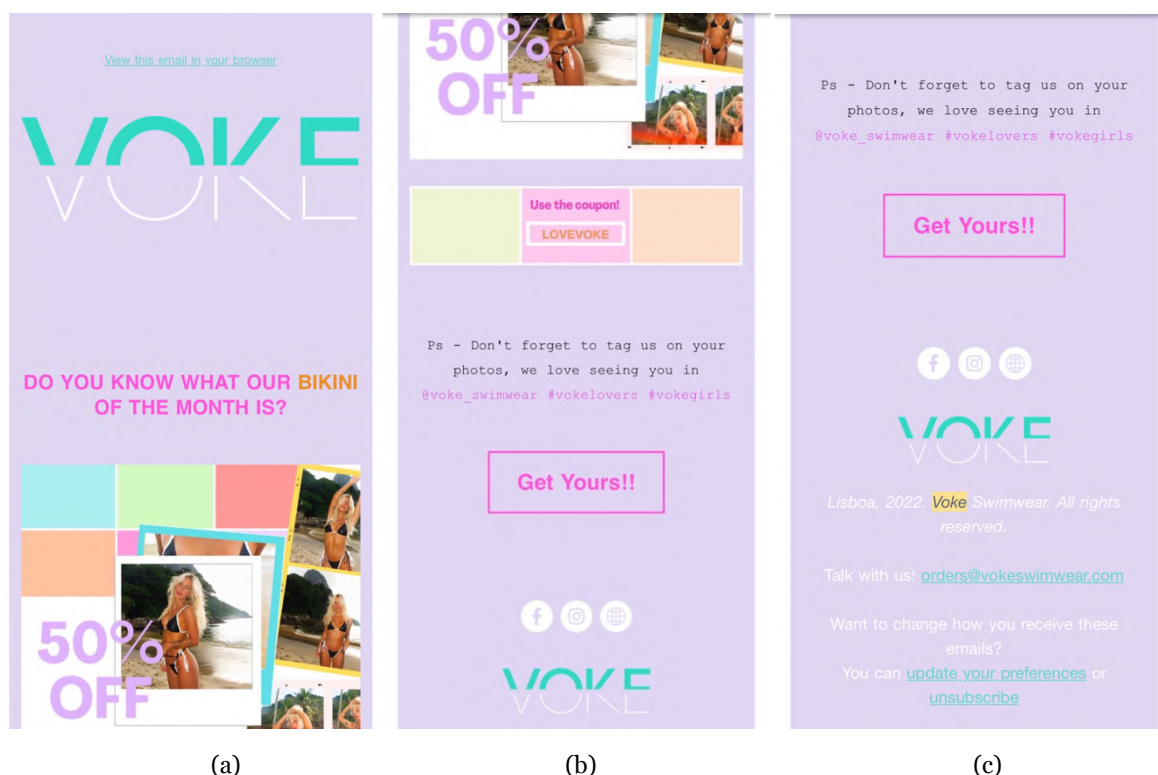 View this email in your browser
VOKE
VOKE
DO YOU KNOW WHAT OUR BIKINI
OF THE MONTH IS?
50%
OFF
(a)
50%
OFF
Use the coupon!
LOVEVOKE
Ps - Don't forget to tag us on your
photos, we love seeing you in
@voke_swimwear #vokelovers #vokegirls
Get Yours!!
VOKE
(b)
Ps - Don't forget to tag us on your
photos, we love seeing you in
@voke_swimwear #vokelovers #vokegirls
Get Yours!!
VOKE
Lisboa, 2022. Voke Swimwear. All rights
reserved.
Talk with us! orders@vokeswimwear.com
Want to change how you receive these
emails?
You can update your preferences or
unsubscribe
(c)